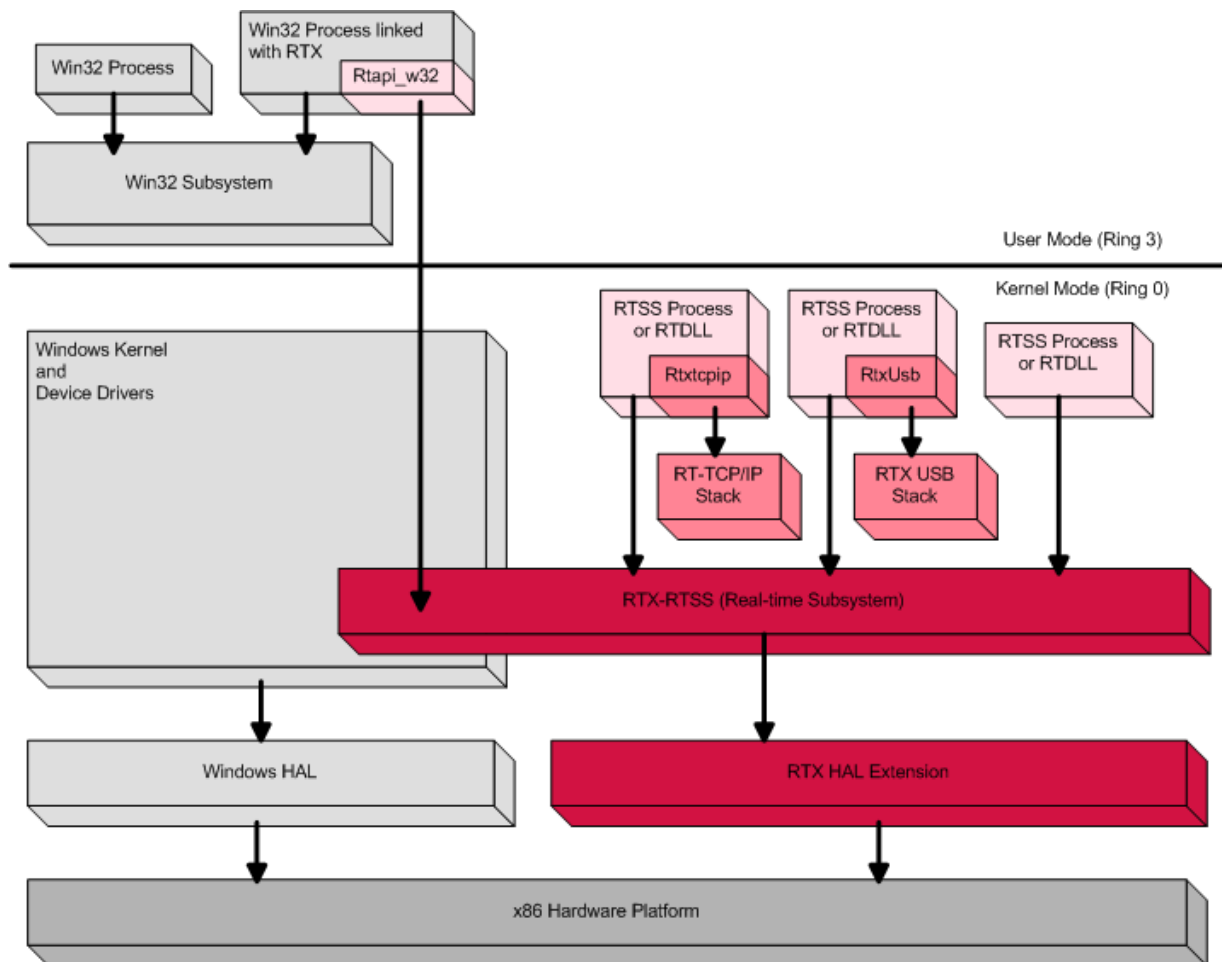 Win32 Process
Win32 Process linked
with RTX
Rtapi_w32
Win32 Subsystem
User Mode (Ring 3)
Kernel Mode (Ring 0)
Windows Kernel
and
Device Drivers
RTSS Process
or RTDLL
Rtxtcpip
RTSS Process
or RTDLL
RtxUsb
RTSS Process
or RTDLL
RT-TCP/IP
Stack
RTX USB
Stack
RTX-RTSS (Real-time Subsystem)
Windows HAL
RTX HAL Extension
x86 Hardware Platform